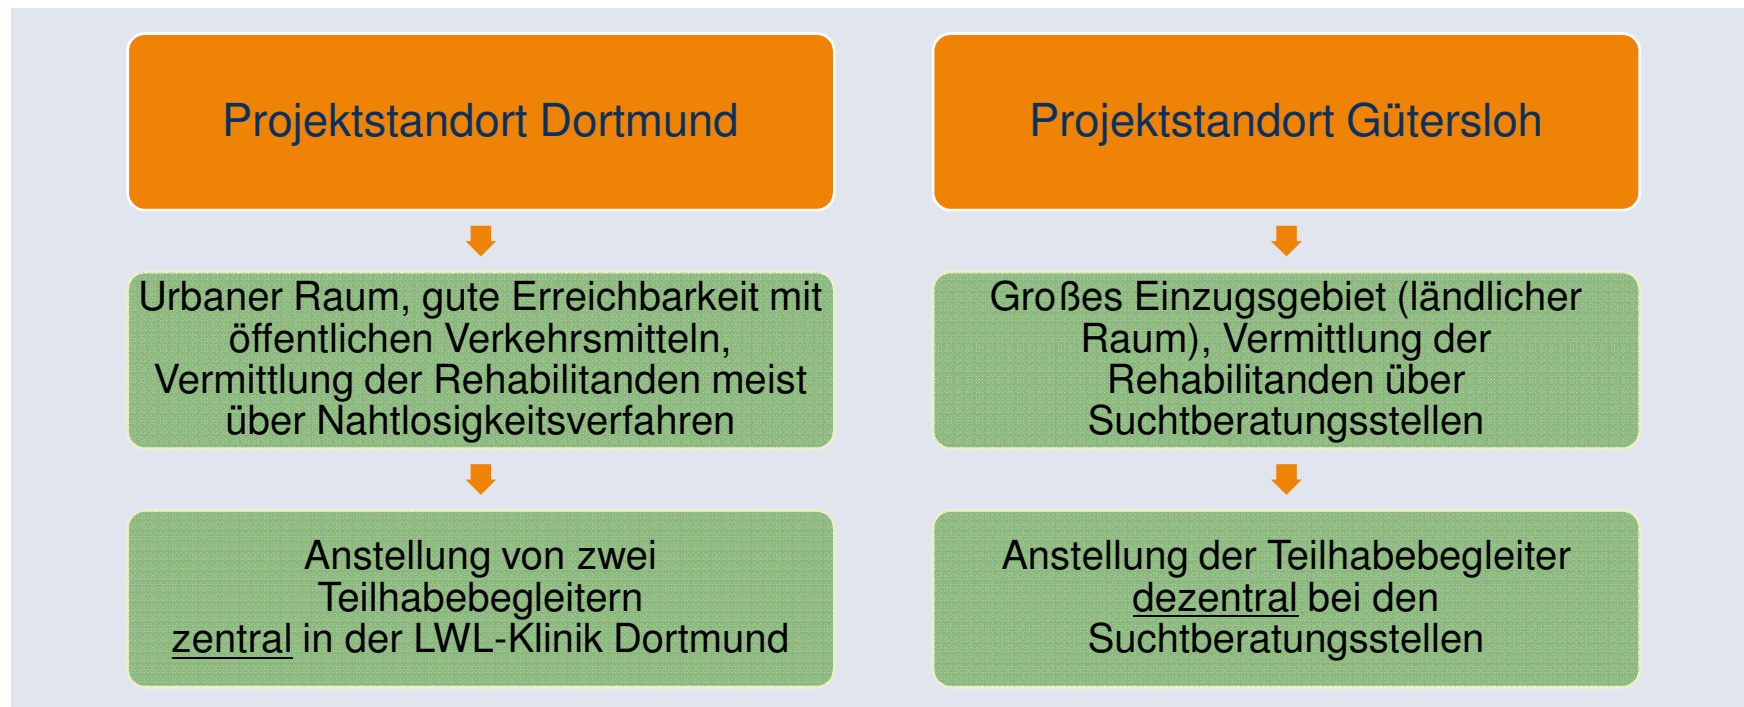 Projektstandort Dortmund
Urbaner Raum, gute Erreichbarkeit mit
öffentlichen Verkehrsmitteln,
Vermittlung der Rehabilitanden meist
über Nahtlosigkeitsverfahren
Anstellung von zwei
Teilhabebegleitern
zentral in der LWL-Klinik Dortmund
Projektstandort Gütersloh
Großes Einzugsgebiet (ländlicher
Raum), Vermittlung der
Rehabilitanden über
Suchtberatungsstellen
Anstellung der Teilhabebegleiter
dezentral bei den
Suchtberatungsstellen